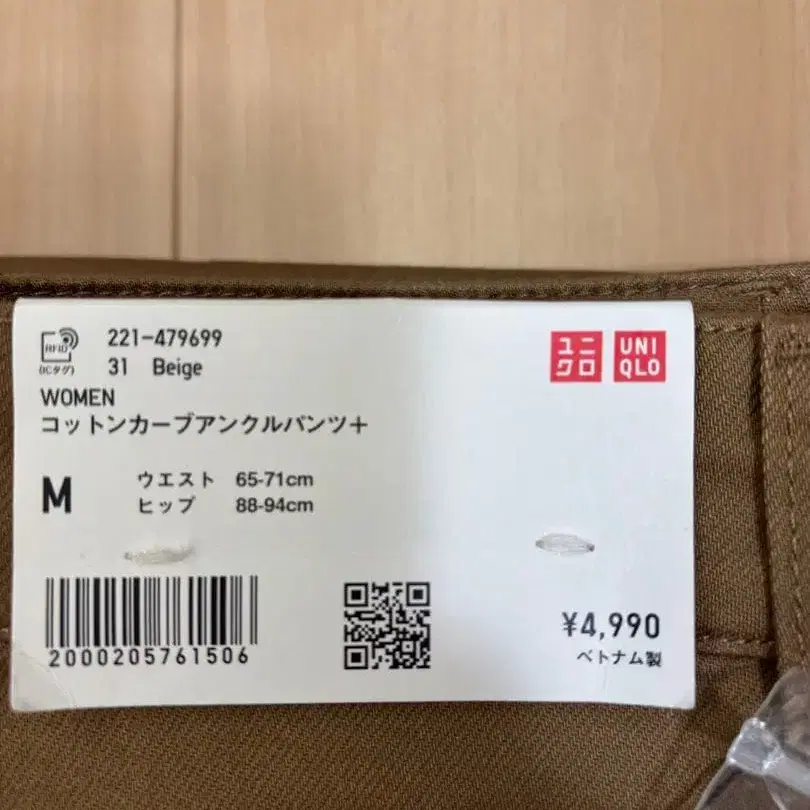 RFID
(ICタグ)
221-479699
31 Beige
ユニ
クロ
UNI
QLO
WOMEN
コットンカーブアンクルパンツ+
M
ウエスト 65-71cm
ヒップ 88-94cm
2000205761506
¥4,990
ベトナム製